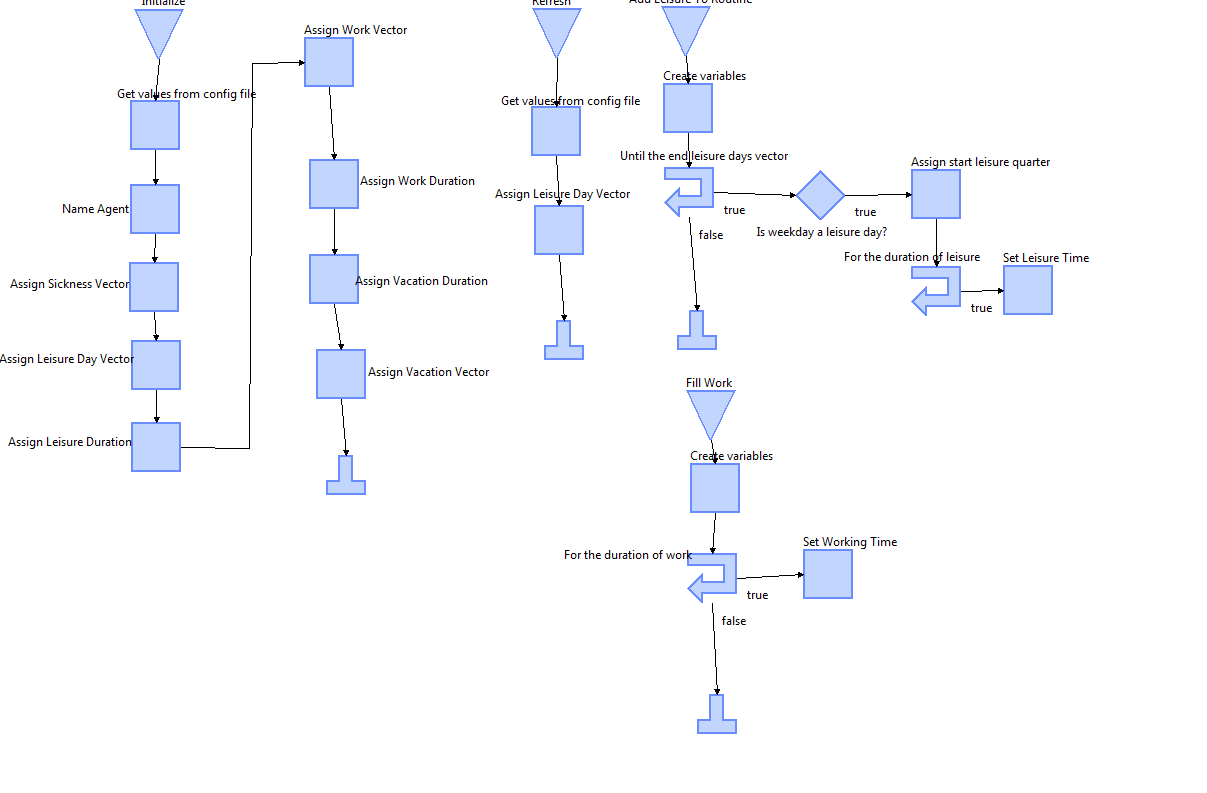 Initialize
Get values from config file
Name Agent
Assign Sickness Vector
Assign Leisure Day Vector
Assign Leisure Duration
Assign Work Vector
Assign Work Duration
Assign Vacation Duration
Assign Vacation Vector
Refresh
Get values from config file
Assign Leisure Day Vector
Add Leisure To Routine
Create variables
Until the end leisure days vector
true
false
Is weekday a leisure day?
true
Assign start leisure quarter
For the duration of leisure
true
Set Leisure Time
Fill Work
Create variables
For the duration of work
true
false
Set Working Time